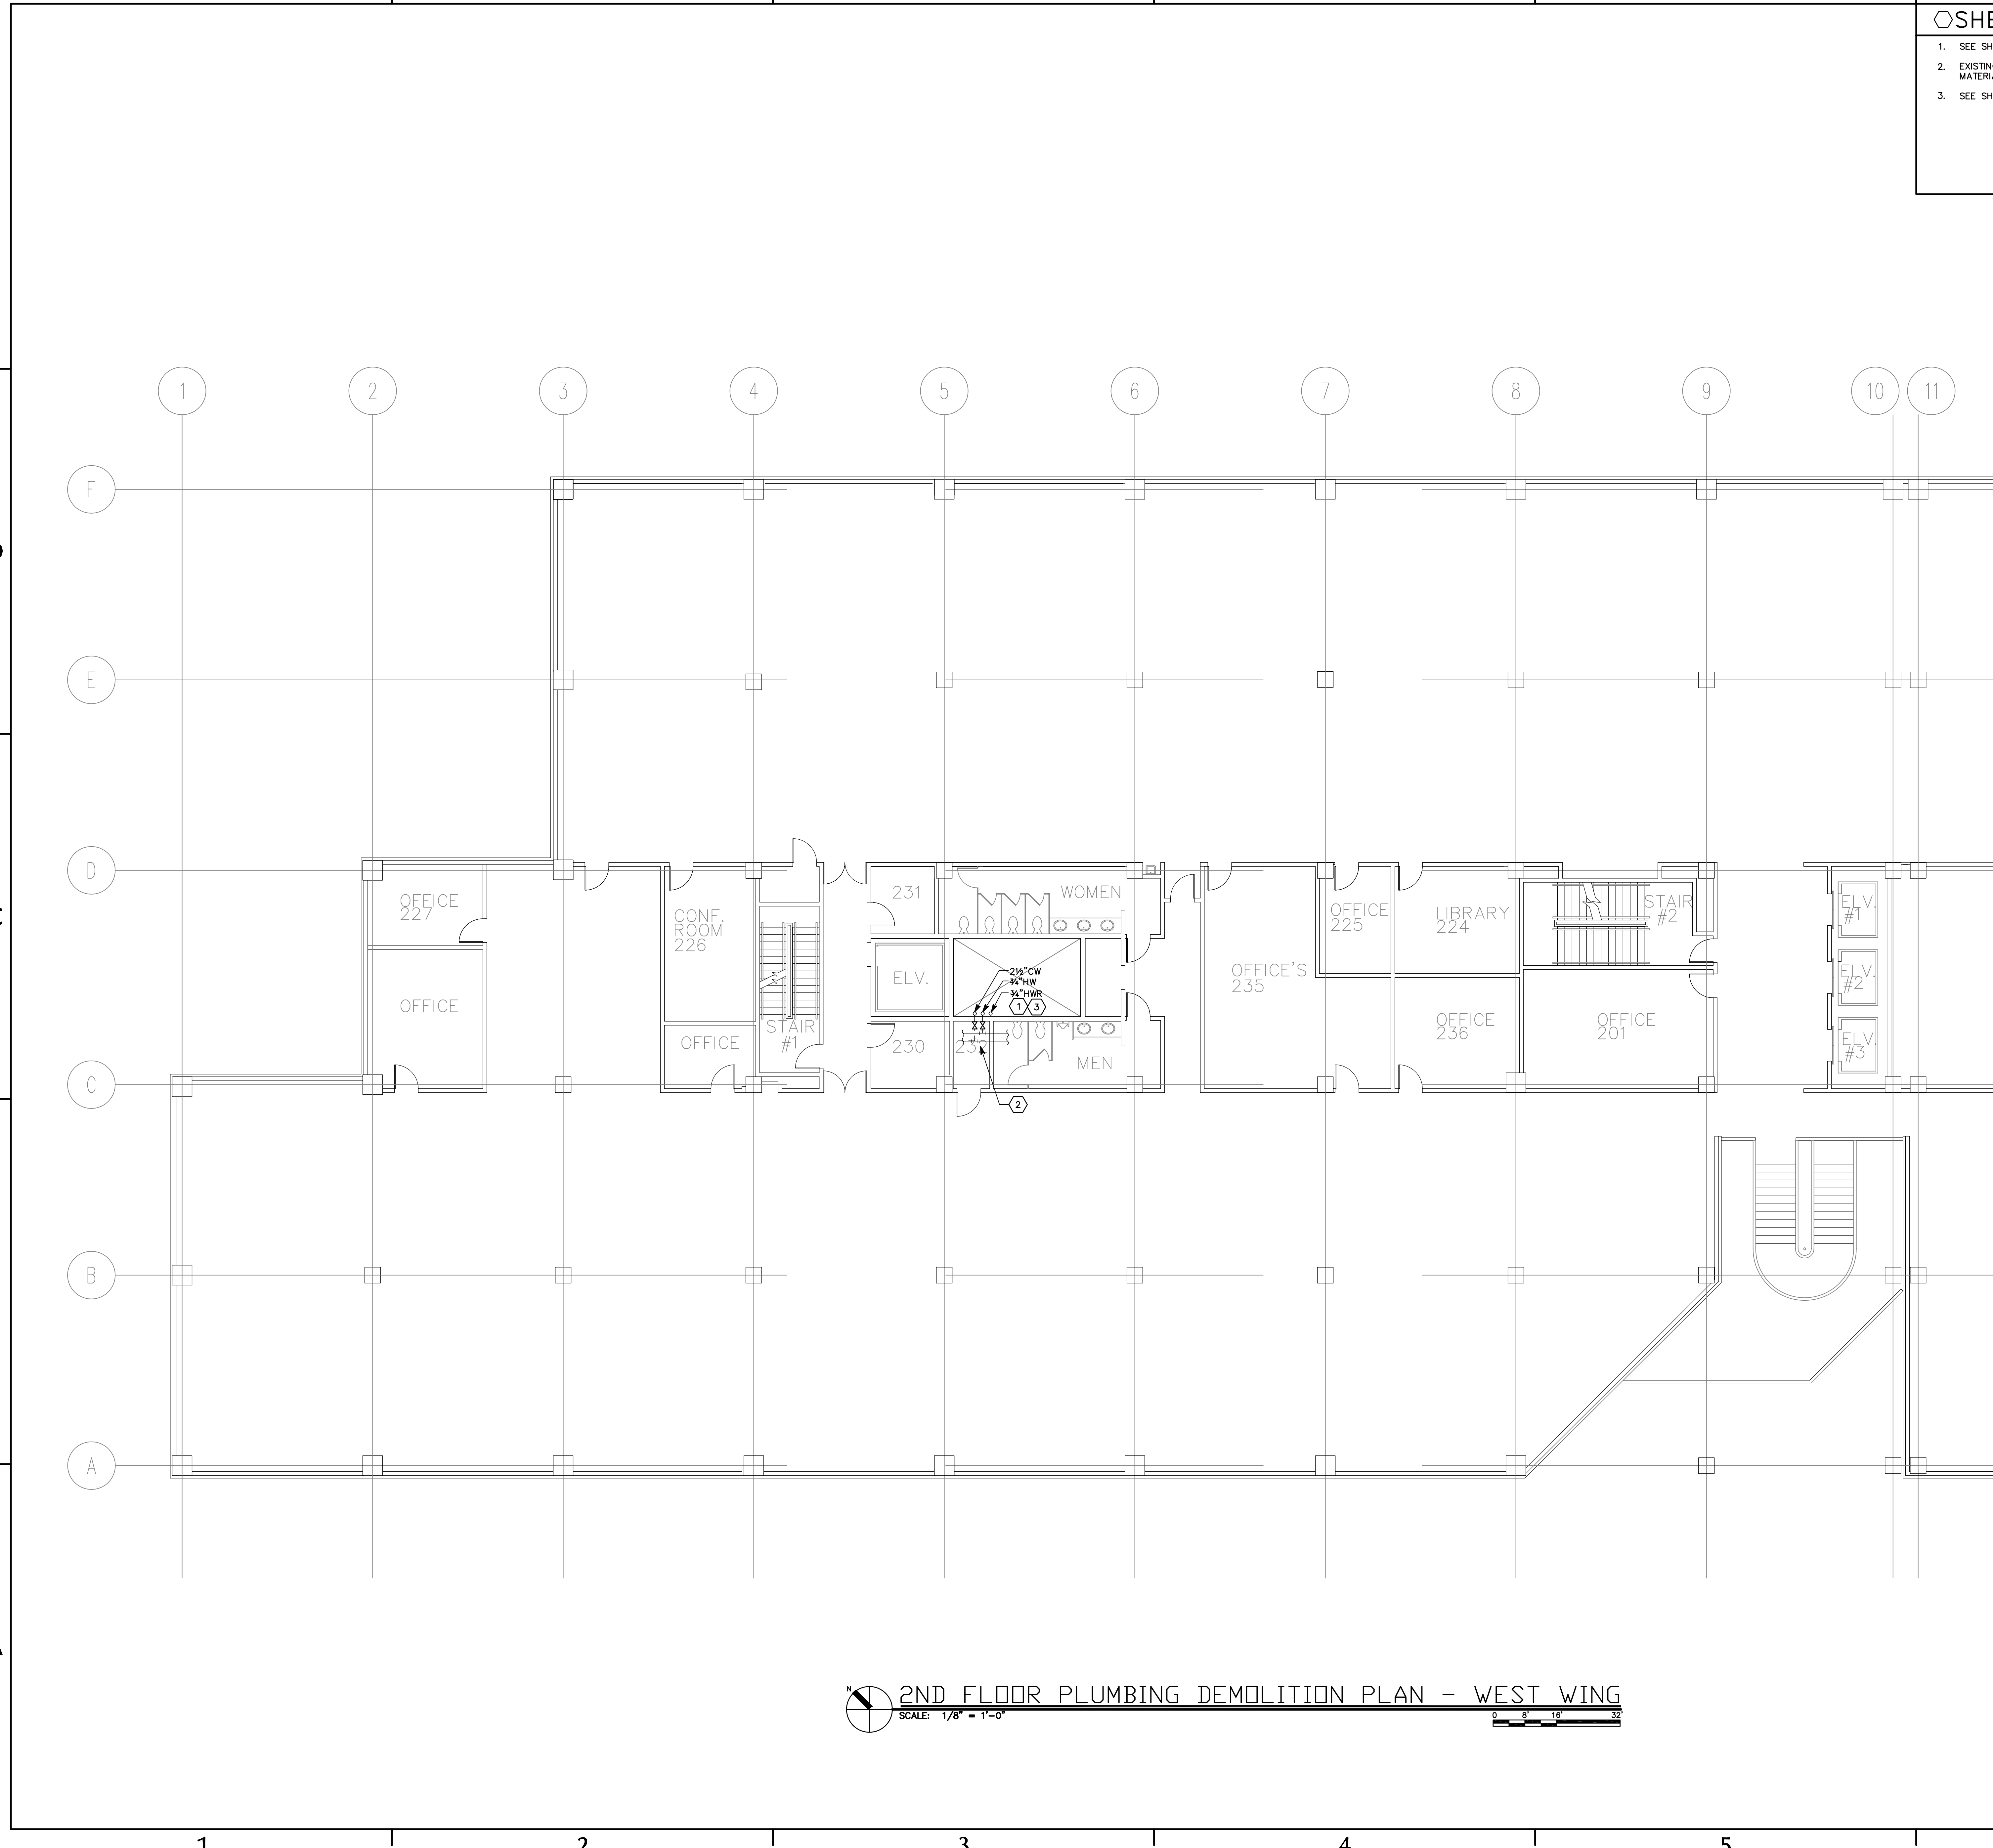 SHE
1. SEE SH
2. EXISTIN
MATERI
3. SEE SH
1 2 3 4 5 6 7 8 9 10 11
F
E
D
OFFICE
227
CONF.
ROOM
226
231
WOMEN
OFFICE
225
LIBRARY
224
STAIR
#2
ELV.
#1
OFFICE
ELV.
2½"CW
¾"HW
¾"HWR
1 3
OFFICE'S
235
ELV.
#2
OFFICE
STAIR
#1
230
MEN
OFFICE
236
OFFICE
201
ELV.
#3
C
2
B
A
N
2ND FLOOR PLUMBING DEMOLITION PLAN - WEST WING
SCALE: 1/8" = 1'-0"
0 8' 16' 32'
1 2 3 4 5